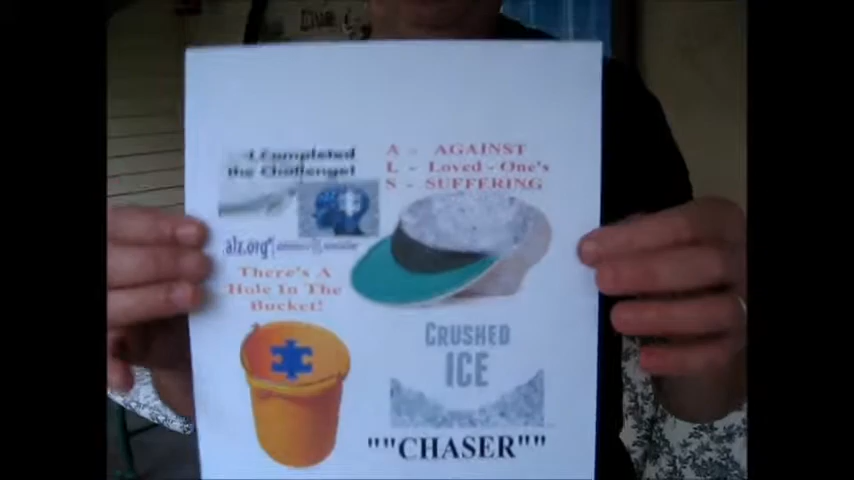 I Completed
the Challenge!
A - AGAINST
L - Loved - One's
S - SUFFERING
alz.org
There's A
Hole In The
Bucket!
CRUSHED
ICE
""CHASER""